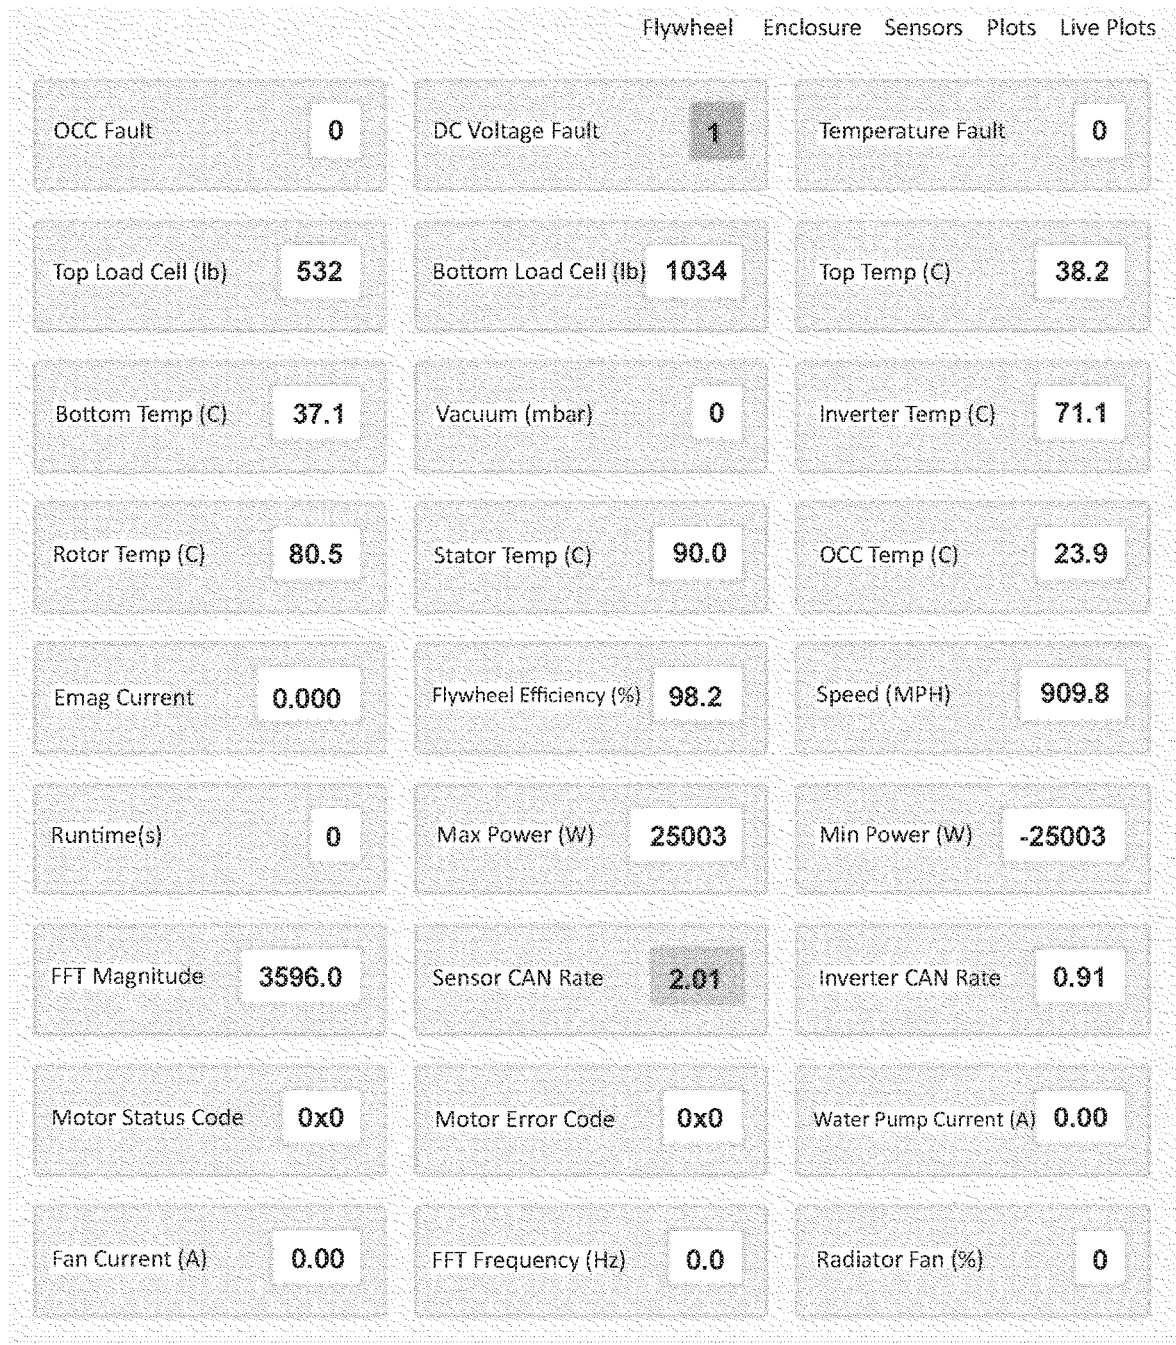 Flywheel Enclosure Sensors Plots Live Plots
OCC Fault 0 DC Voltage Fault 1 Temperature Fault 0
Top Load Cell (lb) 532 Bottom Load Cell (lb) 1034 Top Temp (C) 38.2
Bottom Temp (C) 37.1 Vacuum (mbar) 0 Inverter Temp (C) 71.1
Rotor Temp (C) 80.5 Stator Temp (C) 90.0 OCC Temp (C) 23.9
Emag Current 0.000 Flywheel Efficiency (%) 98.2 Speed (MPH) 909.8
Runtime(s) 0 Max Power (W) 25003 Min Power (W) -25003
FFT Magnitude 3596.0 Sensor CAN Rate 2.01 Inverter CAN Rate 0.91
Motor Status Code 0x0 Motor Error Code 0x0 Water Pump Current (A) 0.00
Fan Current (A) 0.00 FFT Frequency (Hz) 0.0 Radiator Fan (%) 0